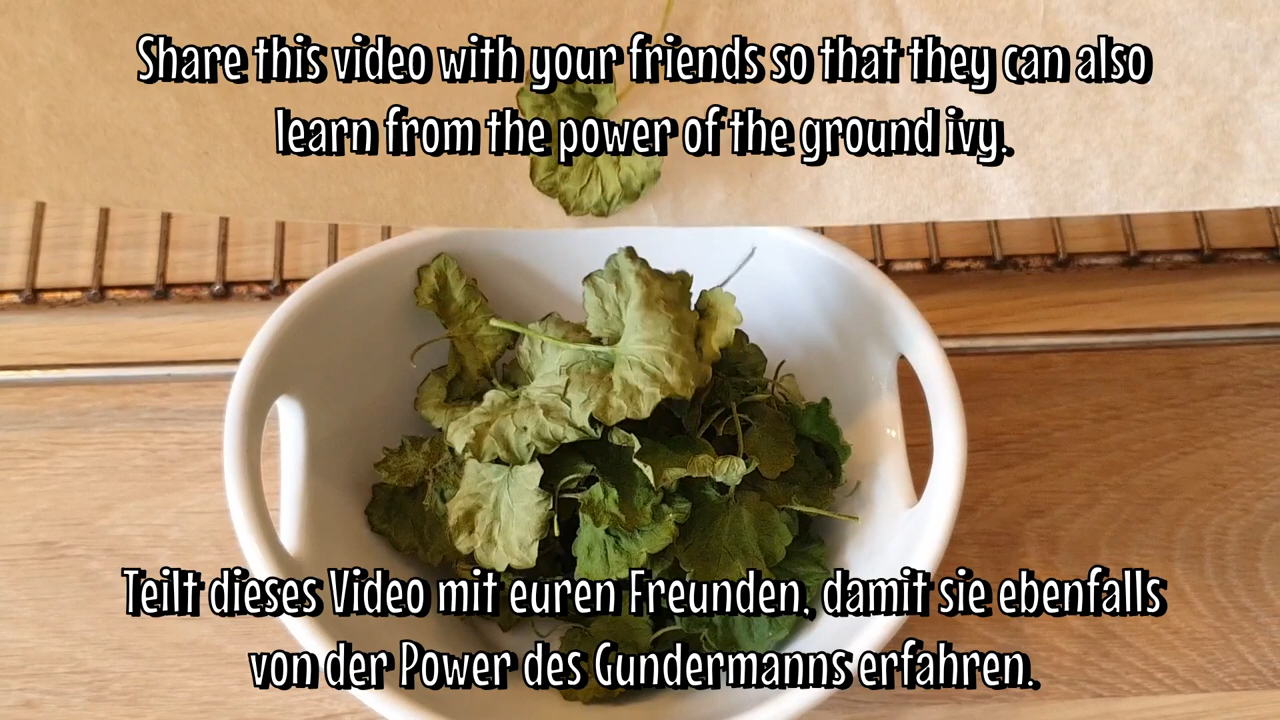 Share this video with your friends so that they can also
learn from the power of the ground ivy.
Teilt dieses Video mit euren Freunden, damit sie ebenfalls
von der Power des Gundermanns erfahren.